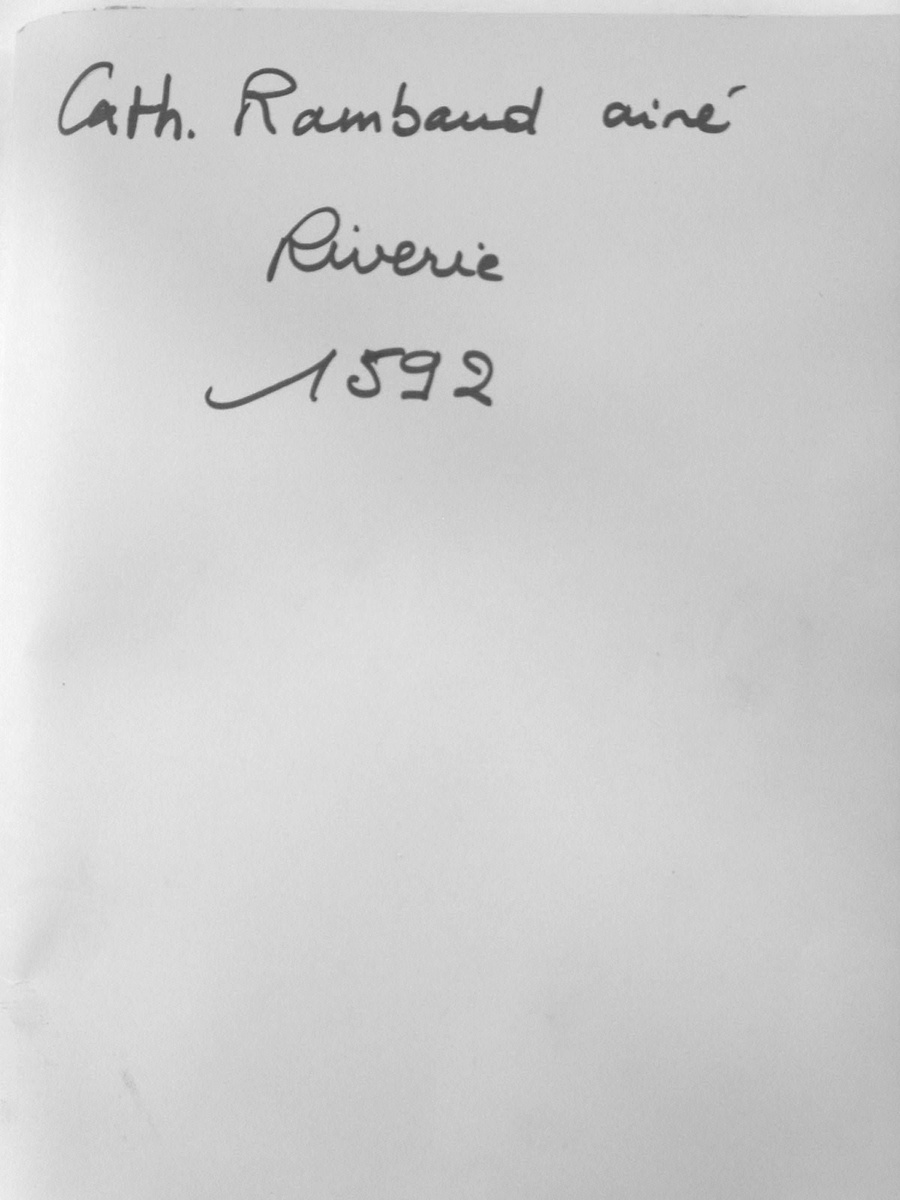 Cath. Rambaud ainé
Riverie
1592